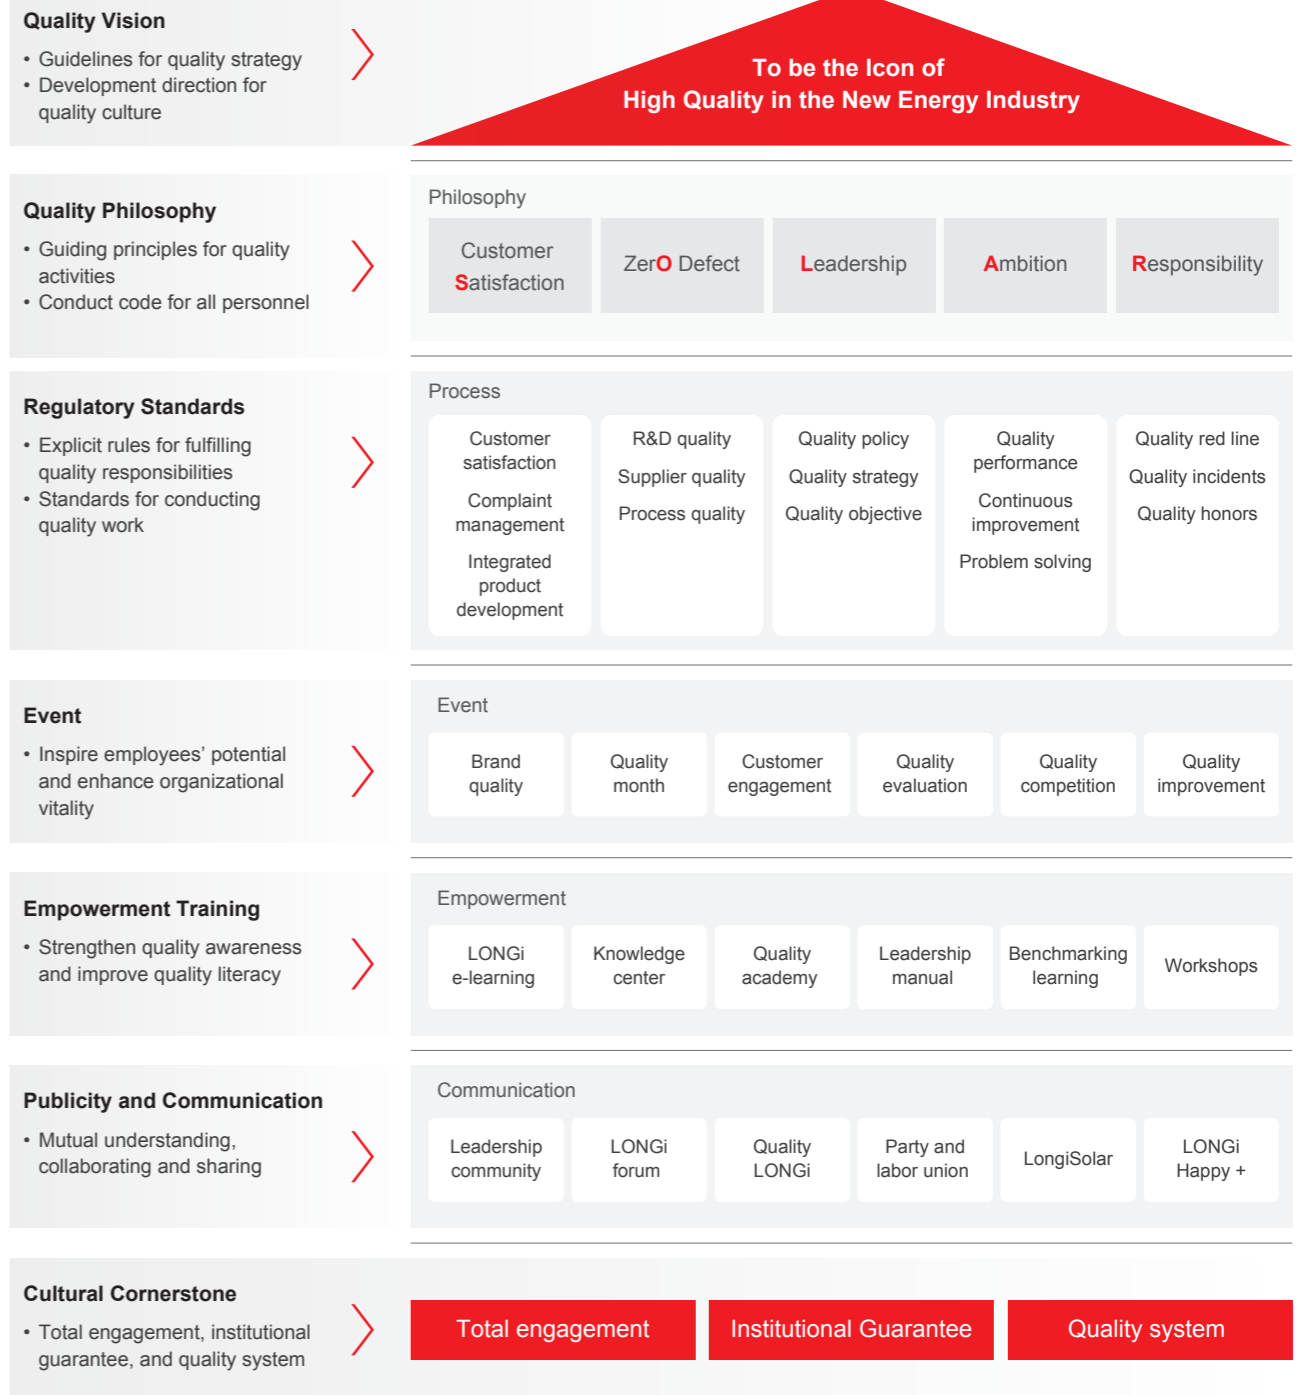 Quality Vision
• Guidelines for quality strategy
• Development direction for
quality culture
To be the Icon of
High Quality in the New Energy Industry
Quality Philosophy
• Guiding principles for quality
activities
• Conduct code for all personnel
Philosophy
Customer
Satisfaction
ZerO Defect
Leadership
Ambition
Responsibility
Regulatory Standards
• Explicit rules for fulfilling
quality responsibilities
• Standards for conducting
quality work
Process
Customer
satisfaction
Complaint
management
Integrated
product
development
R&D quality
Supplier quality
Process quality
Quality policy
Quality strategy
Quality objective
Quality
performance
Continuous
improvement
Problem solving
Quality red line
Quality incidents
Quality honors
Event
• Inspire employees’ potential
and enhance organizational
vitality
Event
Brand
quality
Quality
month
Customer
engagement
Quality
evaluation
Quality
competition
Quality
improvement
Empowerment Training
• Strengthen quality awareness
and improve quality literacy
Empowerment
LONGi
e-learning
Knowledge
center
Quality
academy
Leadership
manual
Benchmarking
learning
Workshops
Publicity and Communication
• Mutual understanding,
collaborating and sharing
Communication
Leadership
community
LONGi
forum
Quality
LONGi
Party and
labor union
LongiSolar
LONGi
Happy +
Cultural Cornerstone
• Total engagement, institutional
guarantee, and quality system
Total engagement
Institutional Guarantee
Quality system